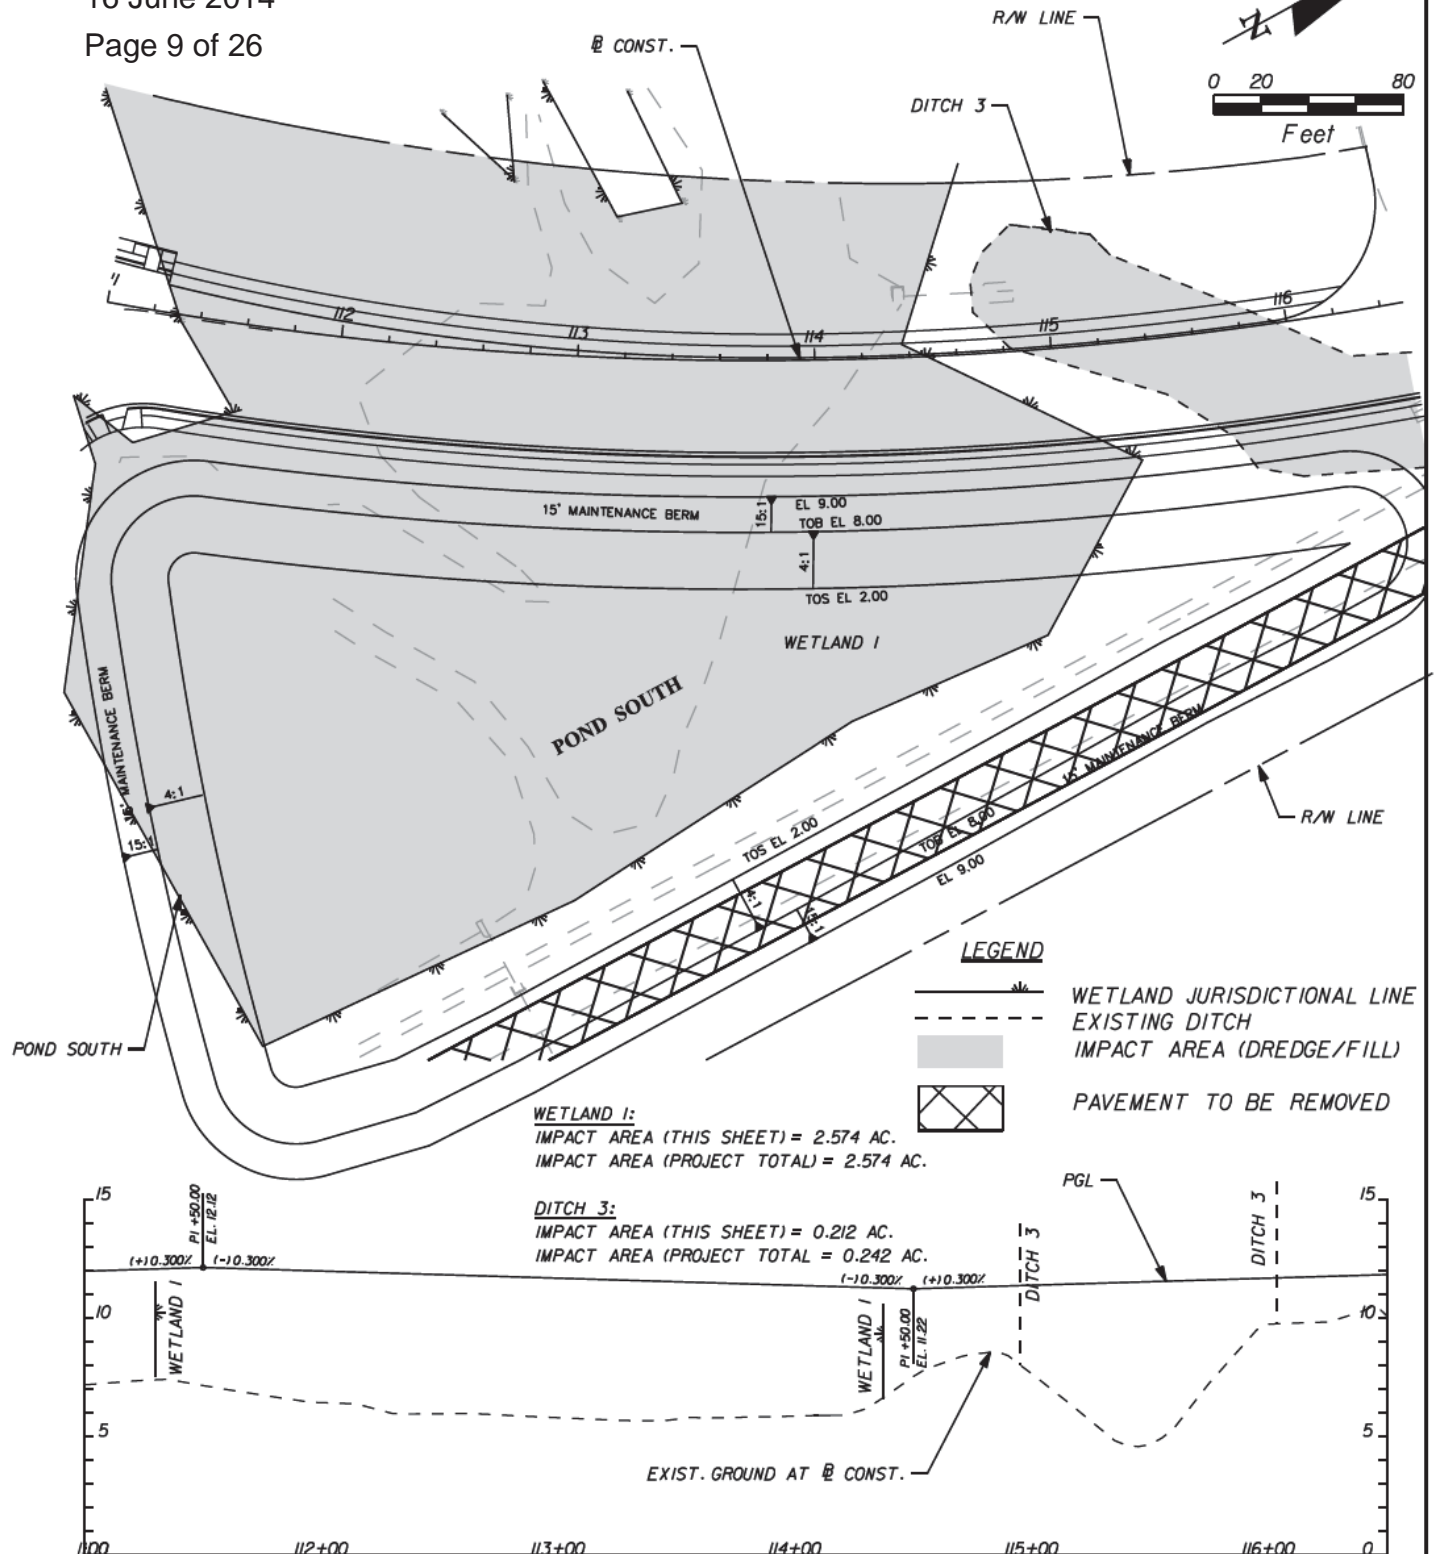 16 June 2014
Page 9 of 26
R/W LINE
N
℄ CONST.
0 20 80
Feet
DITCH 3
112
113
114
115
116
15' MAINTENANCE BERM
15:1
EL 9.00
TOB EL 8.00
4:1
TOS EL 2.00
WETLAND 1
POND SOUTH
15' MAINTENANCE BERM
4:1
15:1
15' MAINTENANCE BERM
TOS EL 2.00
TOB EL 8.00
EL 9.00
4:1
15:1
R/W LINE
POND SOUTH
LEGEND
WETLAND JURISDICTIONAL LINE
EXISTING DITCH
IMPACT AREA (DREDGE/FILL)
PAVEMENT TO BE REMOVED
WETLAND 1:
IMPACT AREA (THIS SHEET) = 2.574 AC.
IMPACT AREA (PROJECT TOTAL) = 2.574 AC.
DITCH 3:
IMPACT AREA (THIS SHEET) = 0.212 AC.
IMPACT AREA (PROJECT TOTAL = 0.242 AC.
PGL
15
PI +50.00
EL. 12.12
(+) 0.300% (-) 0.300%
WETLAND 1
(-) 0.300% (+) 0.300%
WETLAND 1
PI +50.00
EL. 11.22
DITCH 3
DITCH 3
15
10
10
5
5
EXIST. GROUND AT ℄ CONST.
112+00 113+00 114+00 115+00 116+00 0